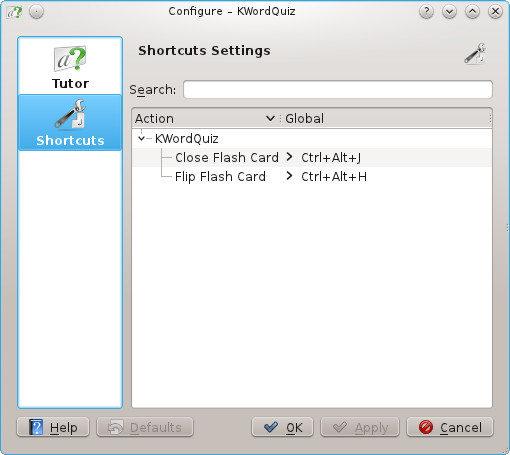 Configure – KWordQuiz
Tutor
Shortcuts
Shortcuts Settings
Search:
Action Global
KWordQuiz
Close Flash Card Ctrl+Alt+J
Flip Flash Card Ctrl+Alt+H
Help Defaults OK Apply Cancel